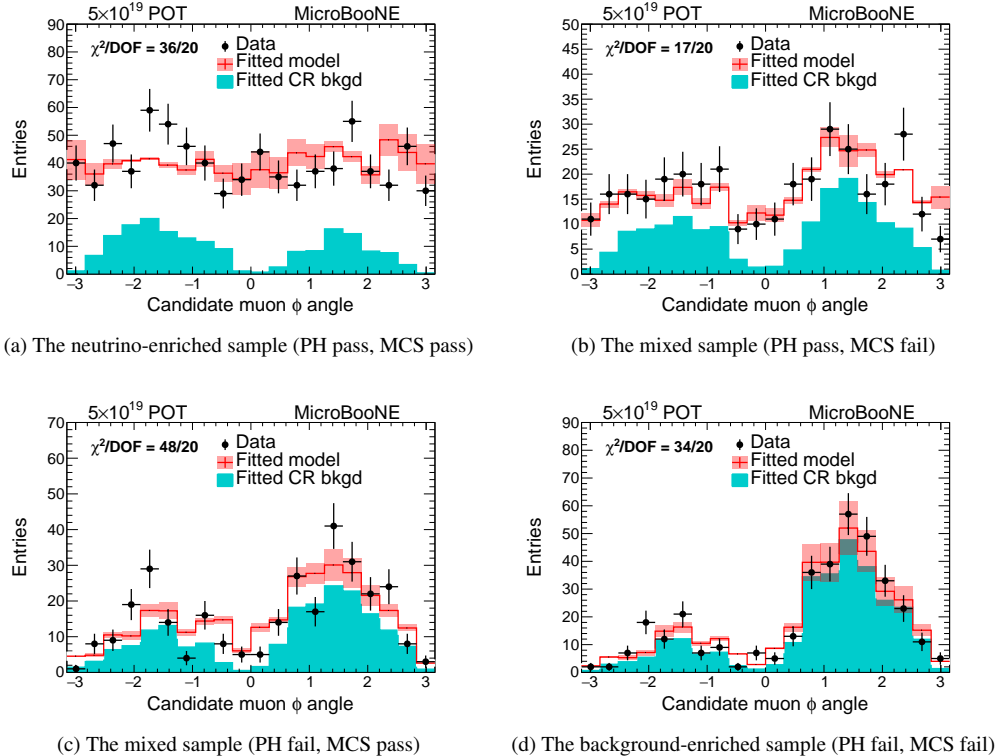 5×10¹⁹ POT MicroBooNE
χ²/DOF = 36/20
Data
Fitted model
Fitted CR bkgd
Entries
90
80
70
60
50
40
30
20
10
0
−3 −2 −1 0 1 2 3
Candidate muon ϕ angle
(a) The neutrino-enriched sample (PH pass, MCS pass)
5×10¹⁹ POT MicroBooNE
χ²/DOF = 17/20
Data
Fitted model
Fitted CR bkgd
Entries
50
45
40
35
30
25
20
15
10
5
0
−3 −2 −1 0 1 2 3
Candidate muon ϕ angle
(b) The mixed sample (PH pass, MCS fail)
5×10¹⁹ POT MicroBooNE
χ²/DOF = 48/20
Data
Fitted model
Fitted CR bkgd
Entries
70
60
50
40
30
20
10
0
−3 −2 −1 0 1 2 3
Candidate muon ϕ angle
(c) The mixed sample (PH fail, MCS pass)
5×10¹⁹ POT MicroBooNE
χ²/DOF = 34/20
Data
Fitted model
Fitted CR bkgd
Entries
90
80
70
60
50
40
30
20
10
0
−3 −2 −1 0 1 2 3
Candidate muon ϕ angle
(d) The background-enriched sample (PH fail, MCS fail)